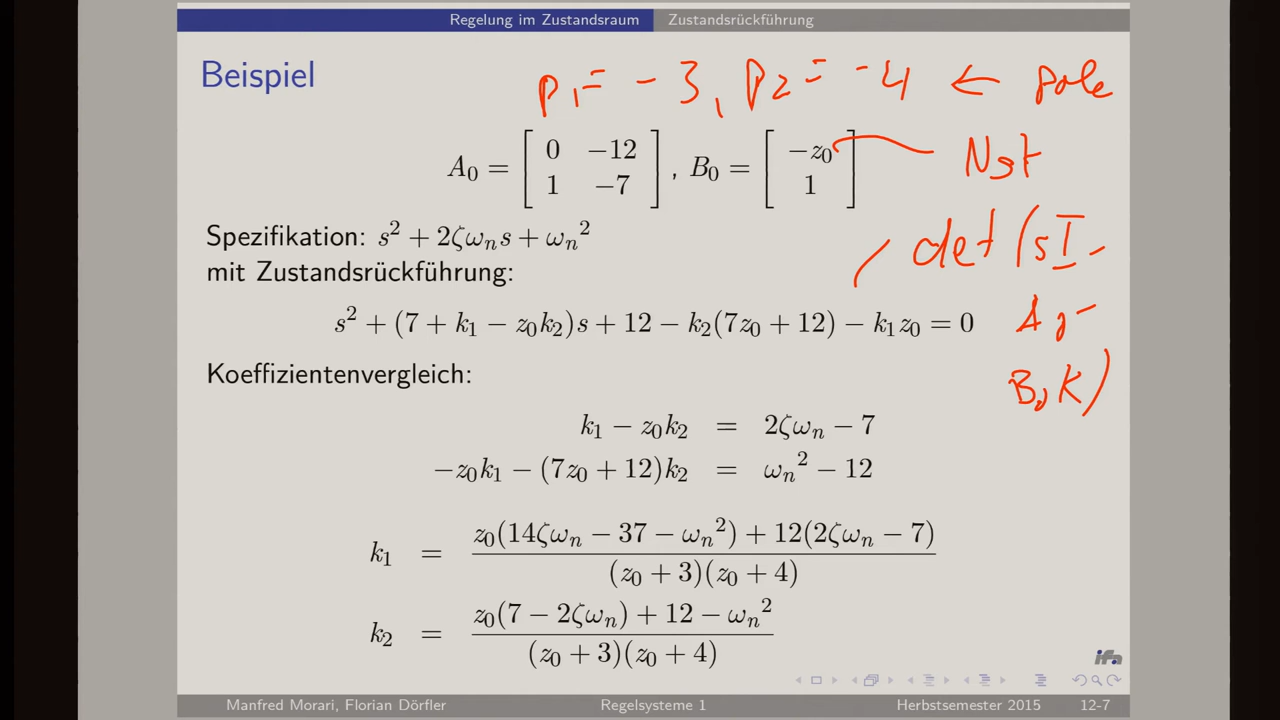 Regelung im Zustandsraum Zustandsrückführung
Beispiel
p₁ = -3, p₂ = -4 ← Pole
A₀ = [ 0 −12 ; 1 −7 ], B₀ = [ −z₀ ; 1 ]
Nst
Spezifikation: s² + 2ζωₙs + ωₙ²
det (sI -
mit Zustandsrückführung:
s² + (7 + k₁ − z₀k₂)s + 12 − k₂(7z₀ + 12) − k₁z₀ = 0
A₀ -
Koeffizientenvergleich:
B₀K)
k₁ − z₀k₂ = 2ζωₙ − 7
−z₀k₁ − (7z₀ + 12)k₂ = ωₙ² − 12
k₁ = z₀(14ζωₙ − 37 − ωₙ²) + 12(2ζωₙ − 7)
(z₀ + 3)(z₀ + 4)
k₂ = z₀(7 − 2ζωₙ) + 12 − ωₙ²
(z₀ + 3)(z₀ + 4)
ifa
Manfred Morari, Florian Dörfler Regelsysteme 1 Herbstsemester 2015 12-7